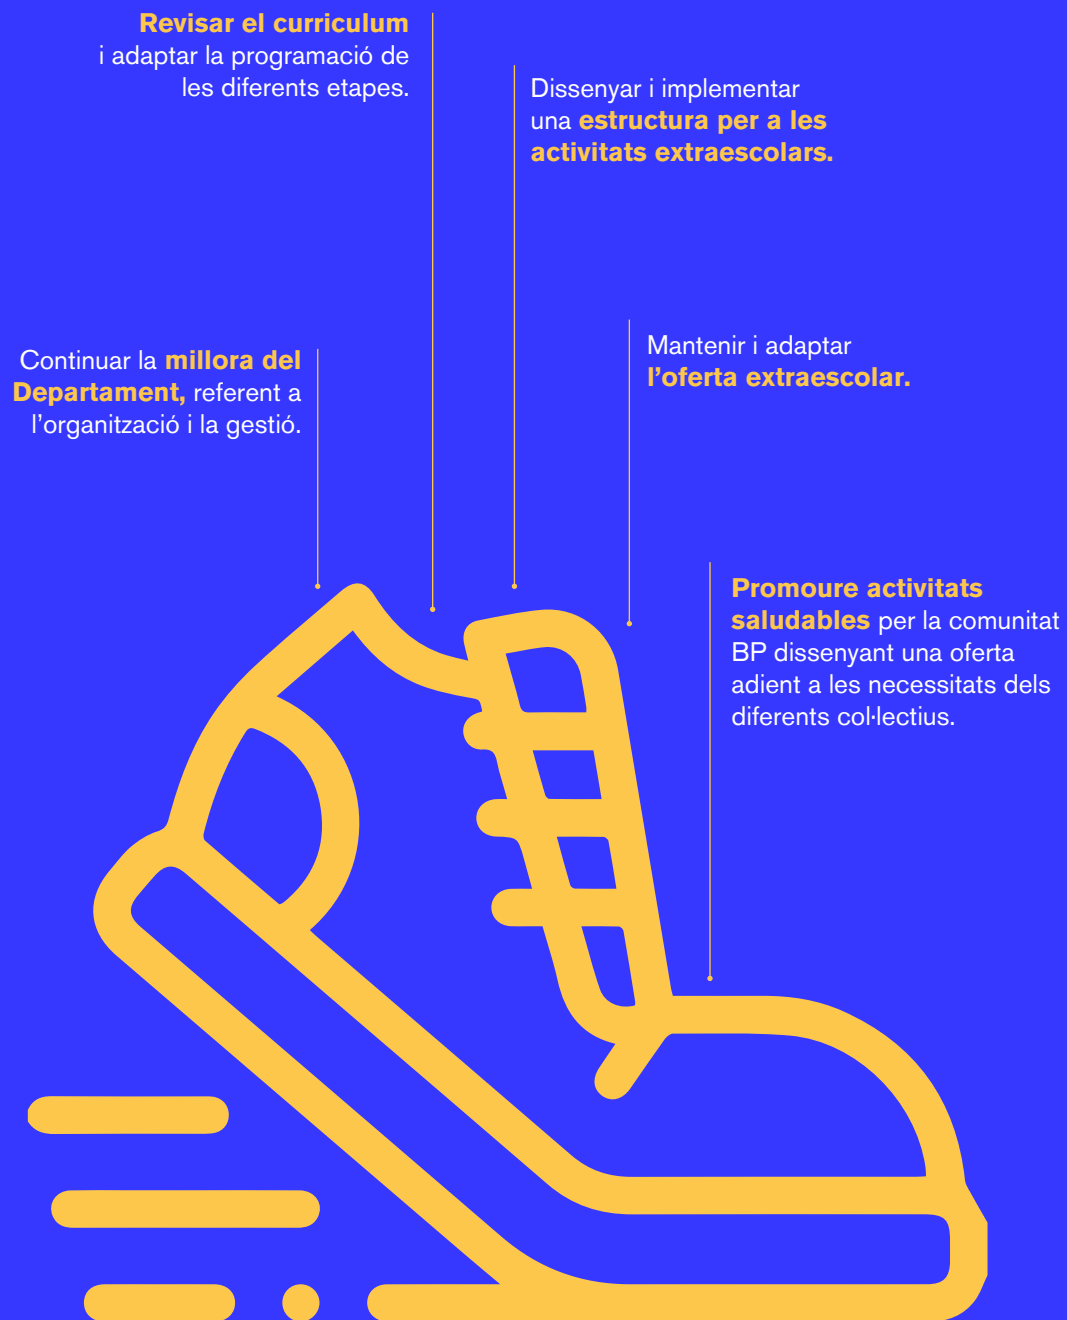 Revisar el curriculum
i adaptar la programació de
les diferents etapes.
Dissenyar i implementar
una estructura per a les
activitats extraescolars.
Continuar la millora del
Departament, referent a
l’organització i la gestió.
Mantenir i adaptar
l’oferta extraescolar.
Promoure activitats
saludables per la comunitat
BP dissenyant una oferta
adient a les necessitats dels
diferents col·lectius.